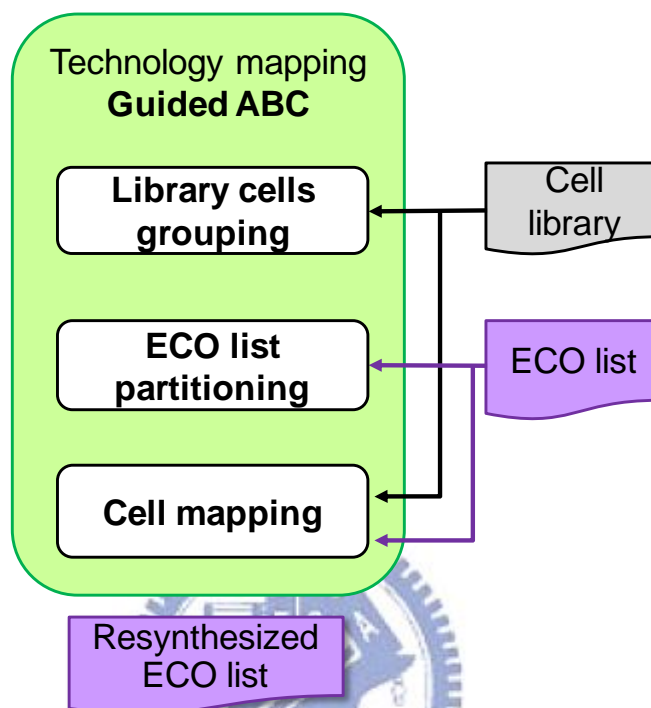 Technology mapping
Guided ABC
Library cells
grouping
Cell
library
ECO list
partitioning
ECO list
Cell mapping
Resynthesized
ECO list